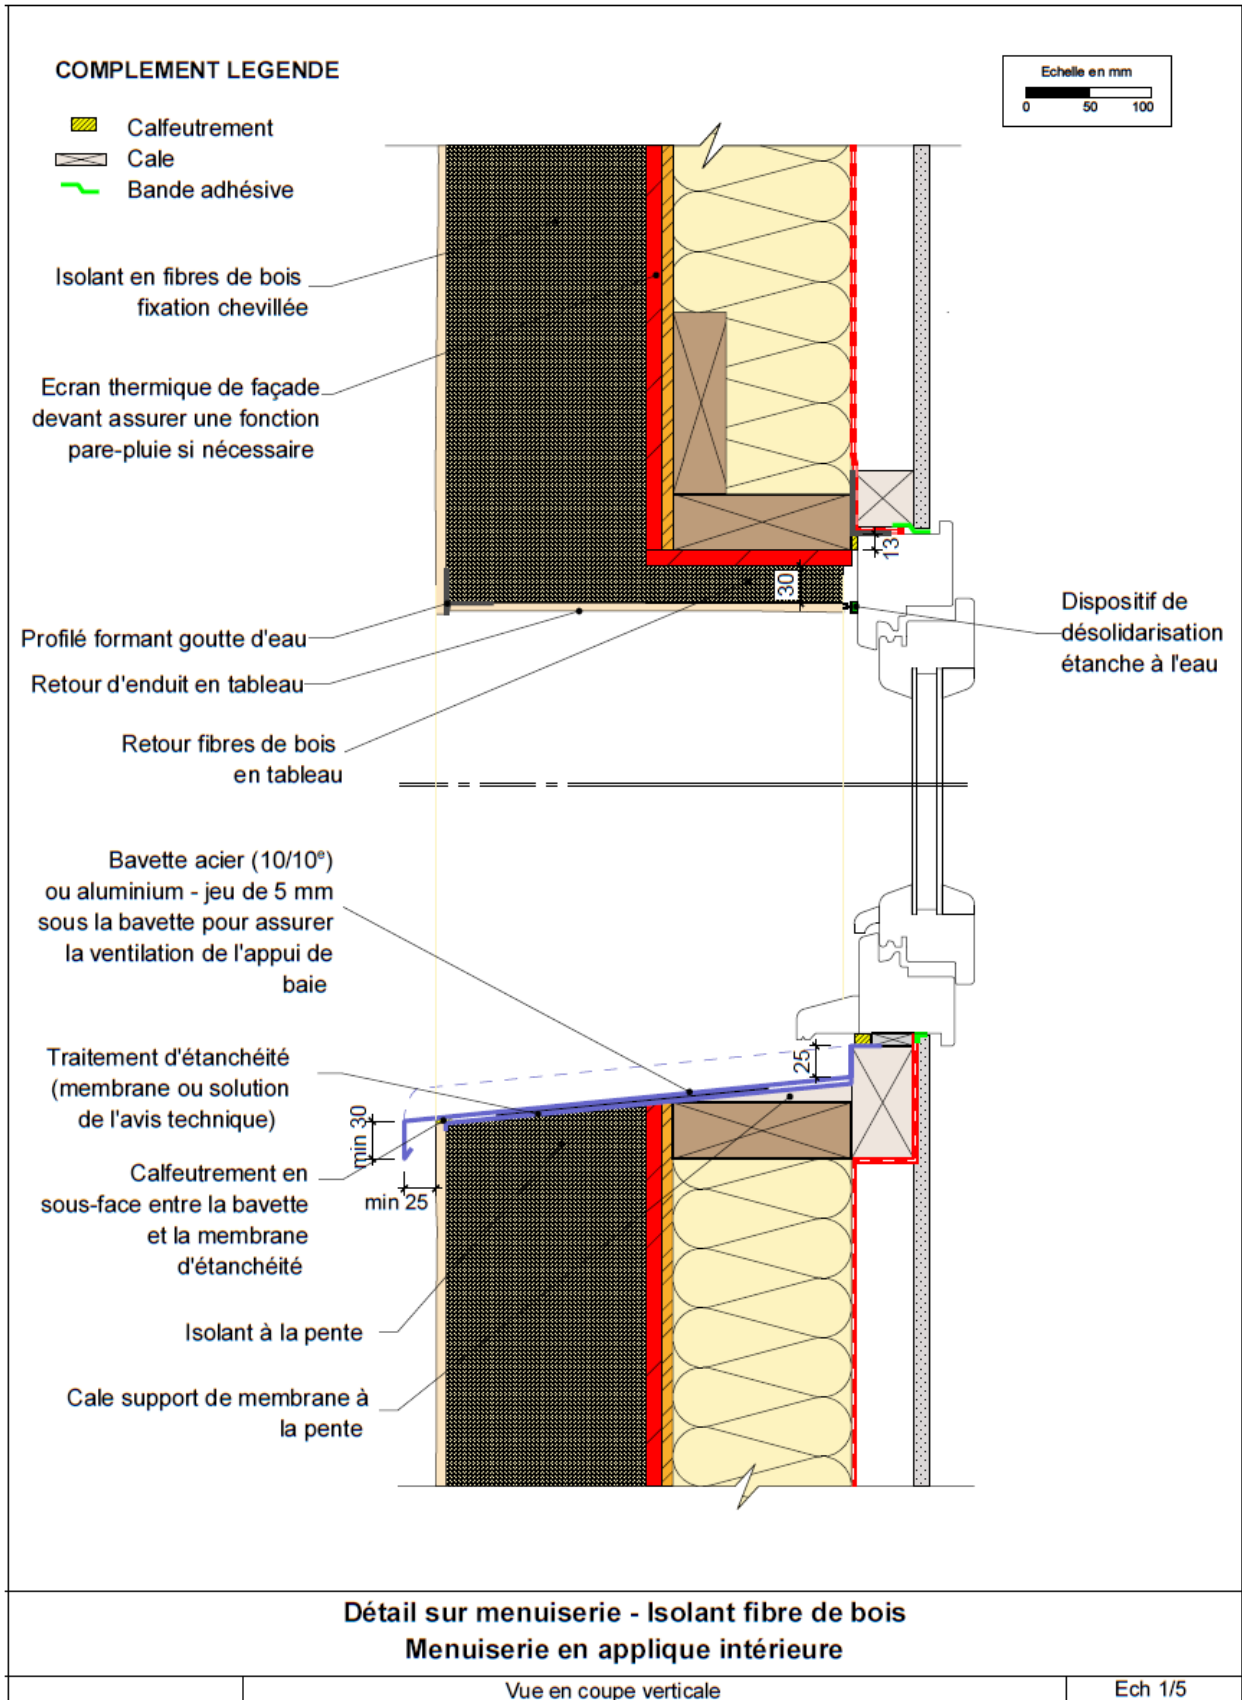 COMPLEMENT LEGENDE
Echelle en mm
0 50 100
Calfeutrement
Cale
Bande adhésive
Isolant en fibres de bois
fixation chevillée
Ecran thermique de façade
devant assurer une fonction
pare-pluie si nécessaire
13
30
Dispositif de
désolidarisation
étanche à l'eau
Profilé formant goutte d'eau
Retour d'enduit en tableau
Retour fibres de bois
en tableau
Bavette acier (10/10e)
ou aluminium - jeu de 5 mm
sous la bavette pour assurer
la ventilation de l'appui de
baie
Traitement d'étanchéité
(membrane ou solution
de l'avis technique)
25
min 30
min 25
Calfeutrement en
sous-face entre la bavette
et la membrane
d'étanchéité
Isolant à la pente
Cale support de membrane à
la pente
Détail sur menuiserie - Isolant fibre de bois
Menuiserie en applique intérieure
Vue en coupe verticale
Ech 1/5